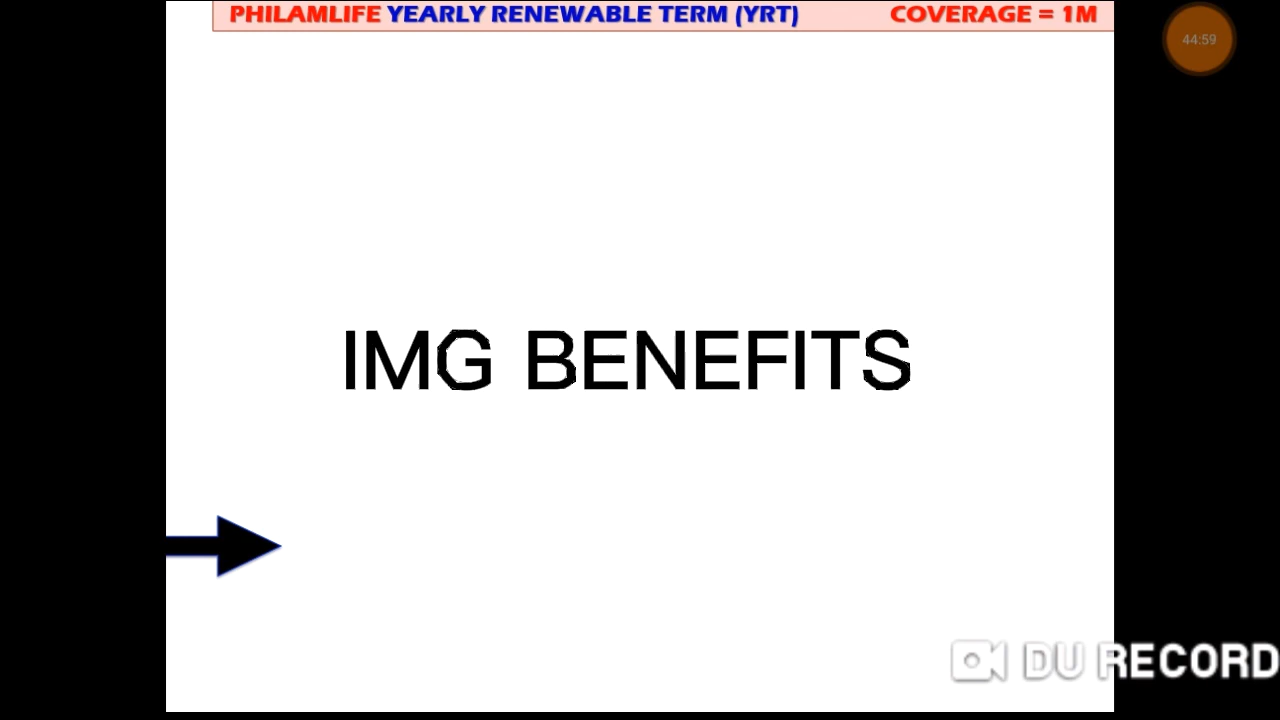 PHILAMLIFE YEARLY RENEWABLE TERM (YRT) COVERAGE = 1M
44:59
IMG BENEFITS
DU RECORD